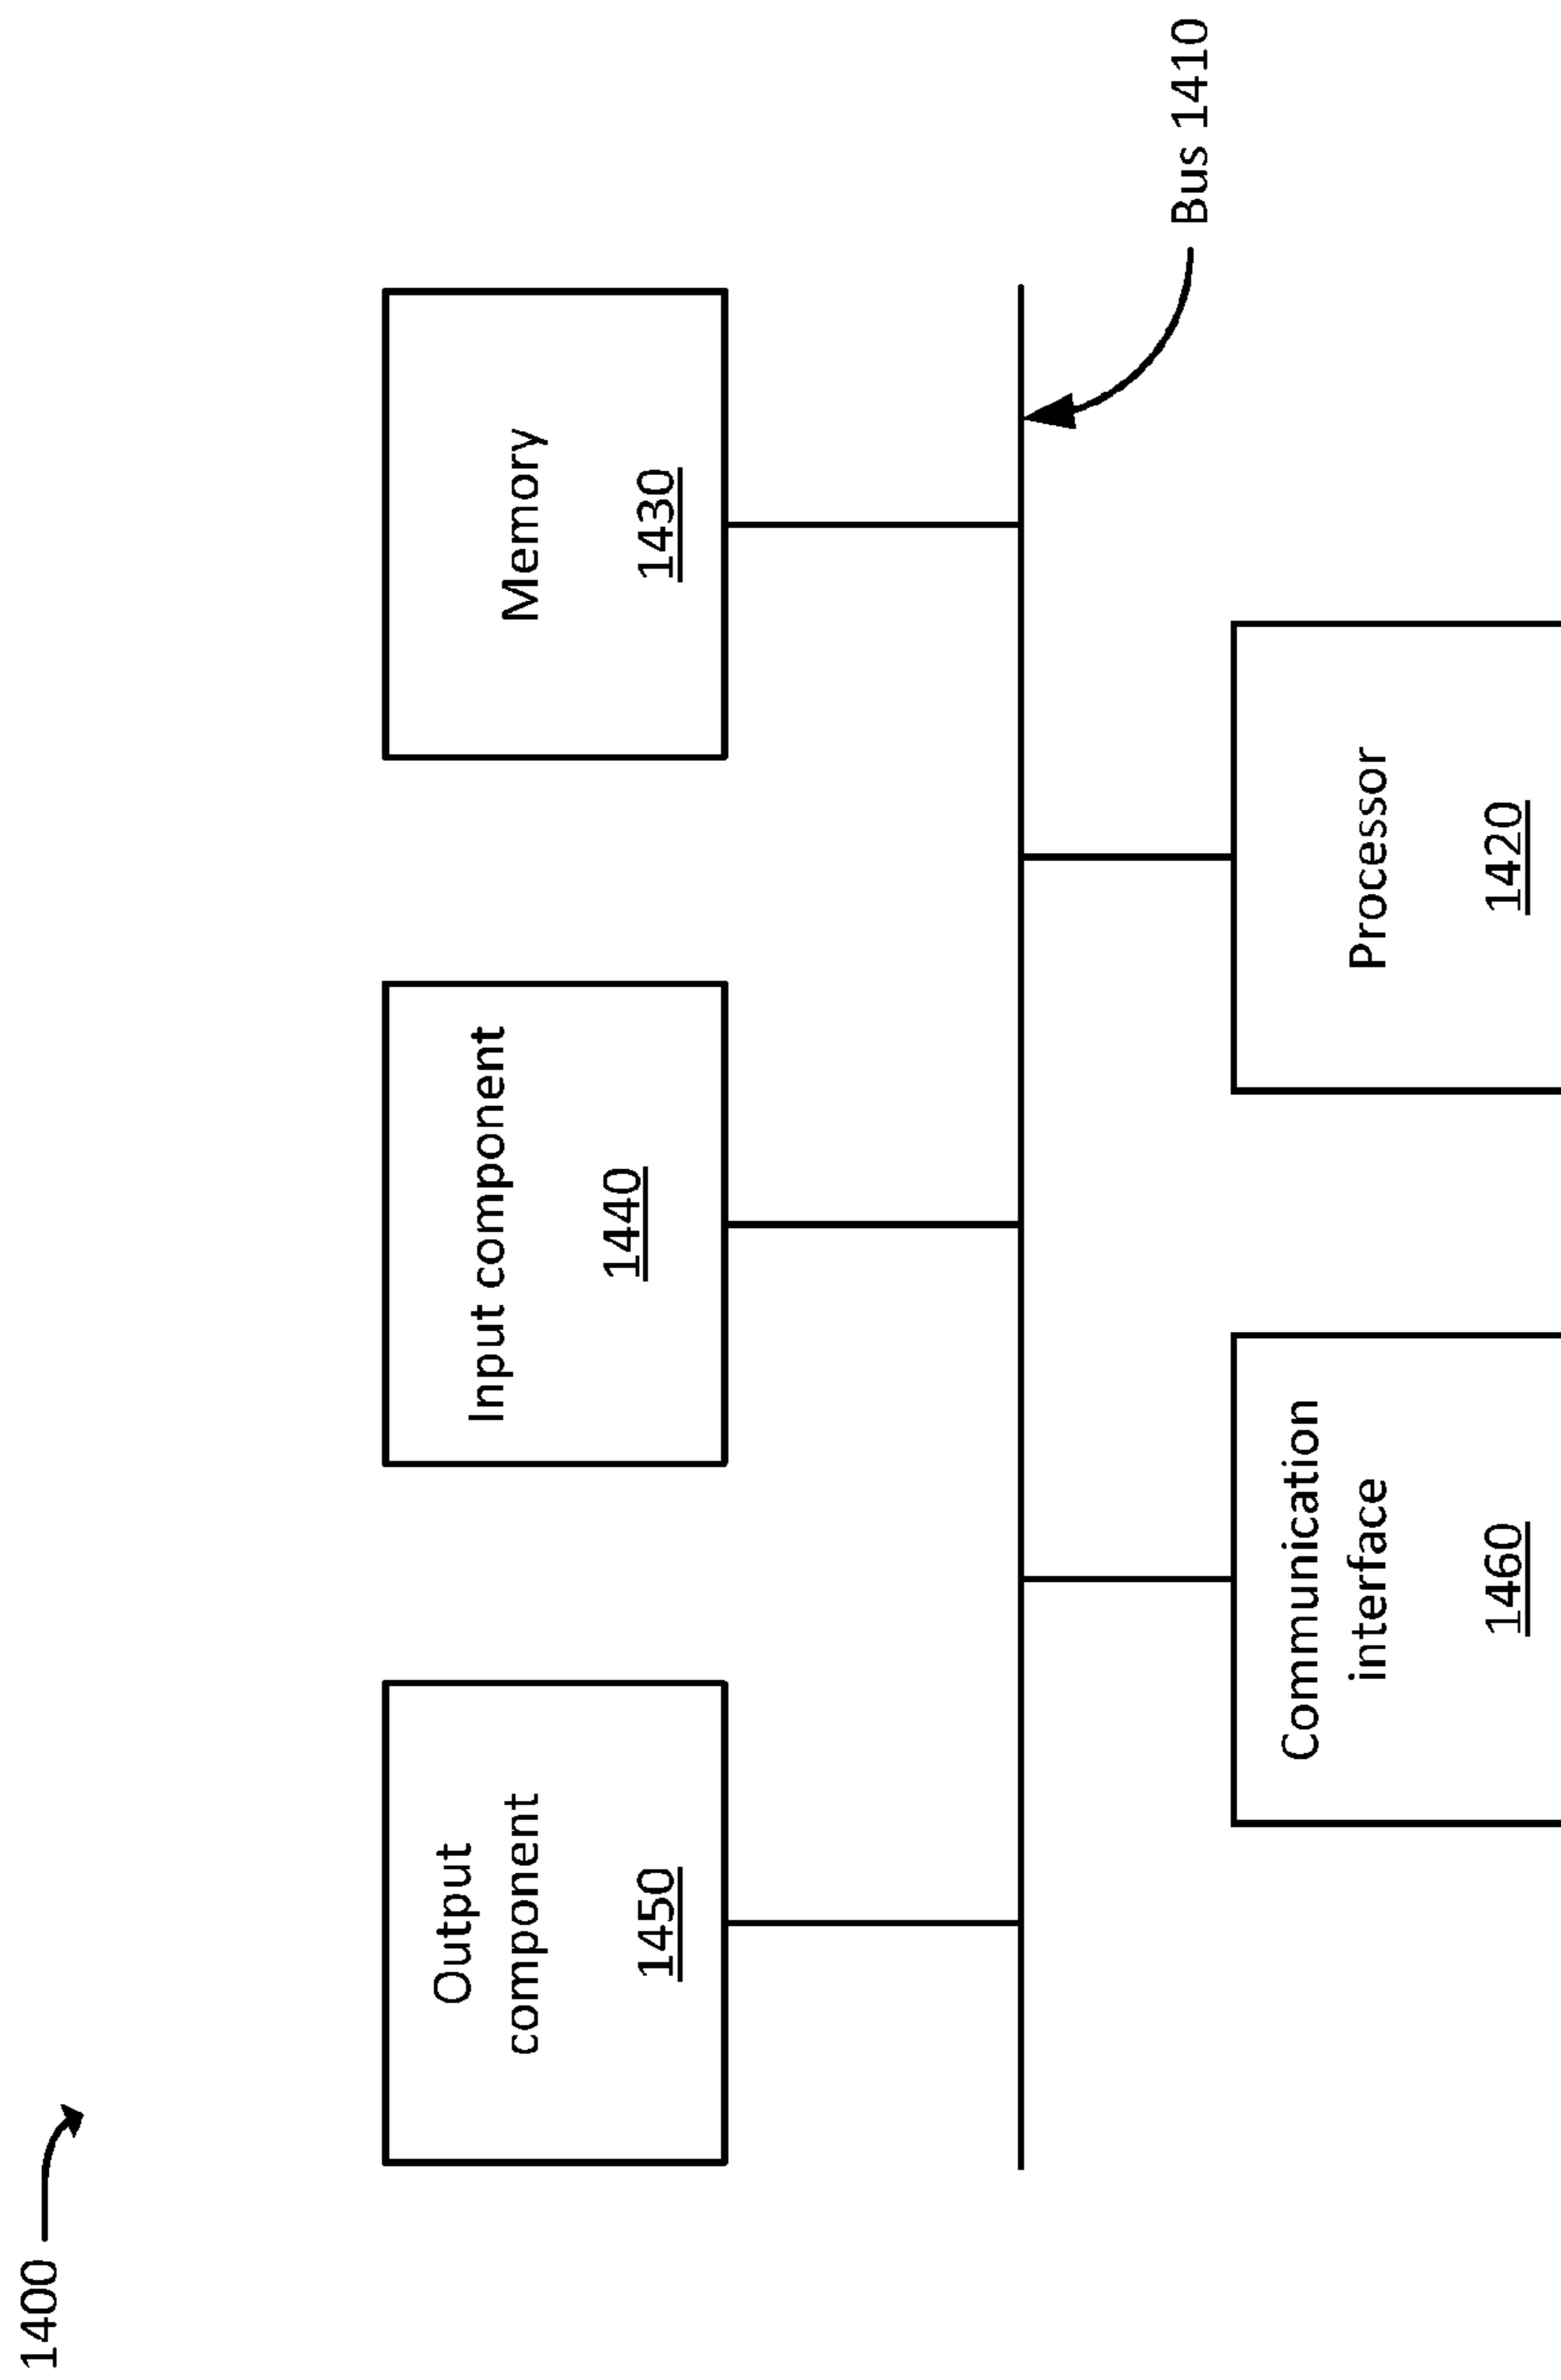 1400
Output
component
1450
Input component
1440
Memory
1430
Bus 1410
Communication
interface
1460
Processor
1420